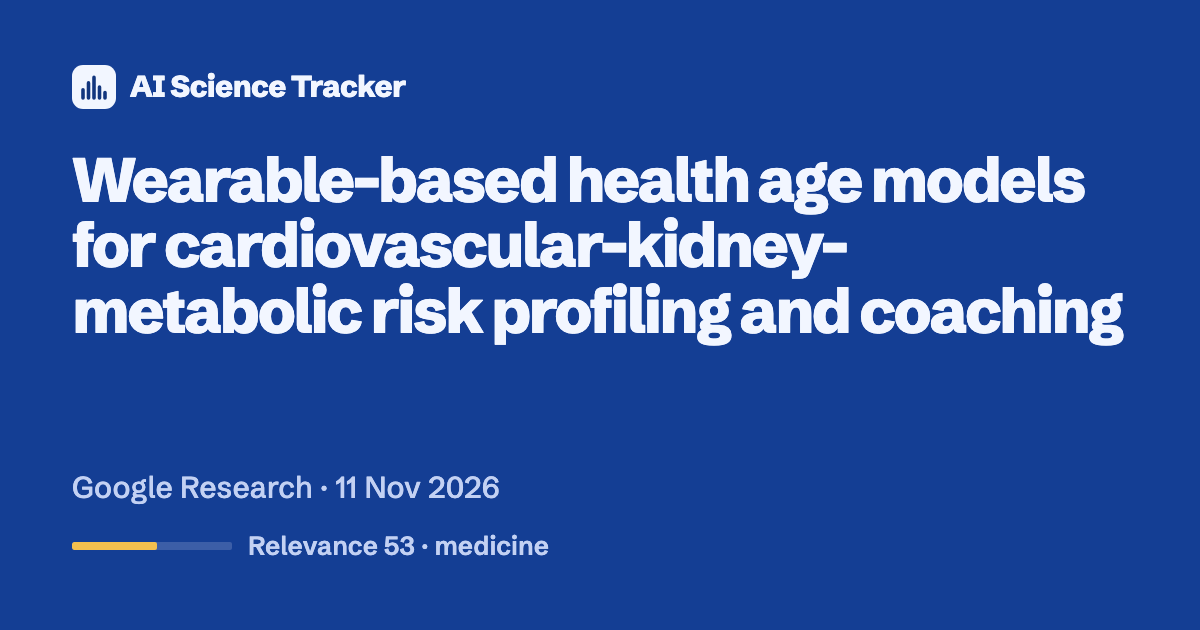 AI Science Tracker
Wearable-based health age models
for cardiovascular-kidney-
metabolic risk profiling and coaching
Google Research · 11 Nov 2026
Relevance 53 · medicine